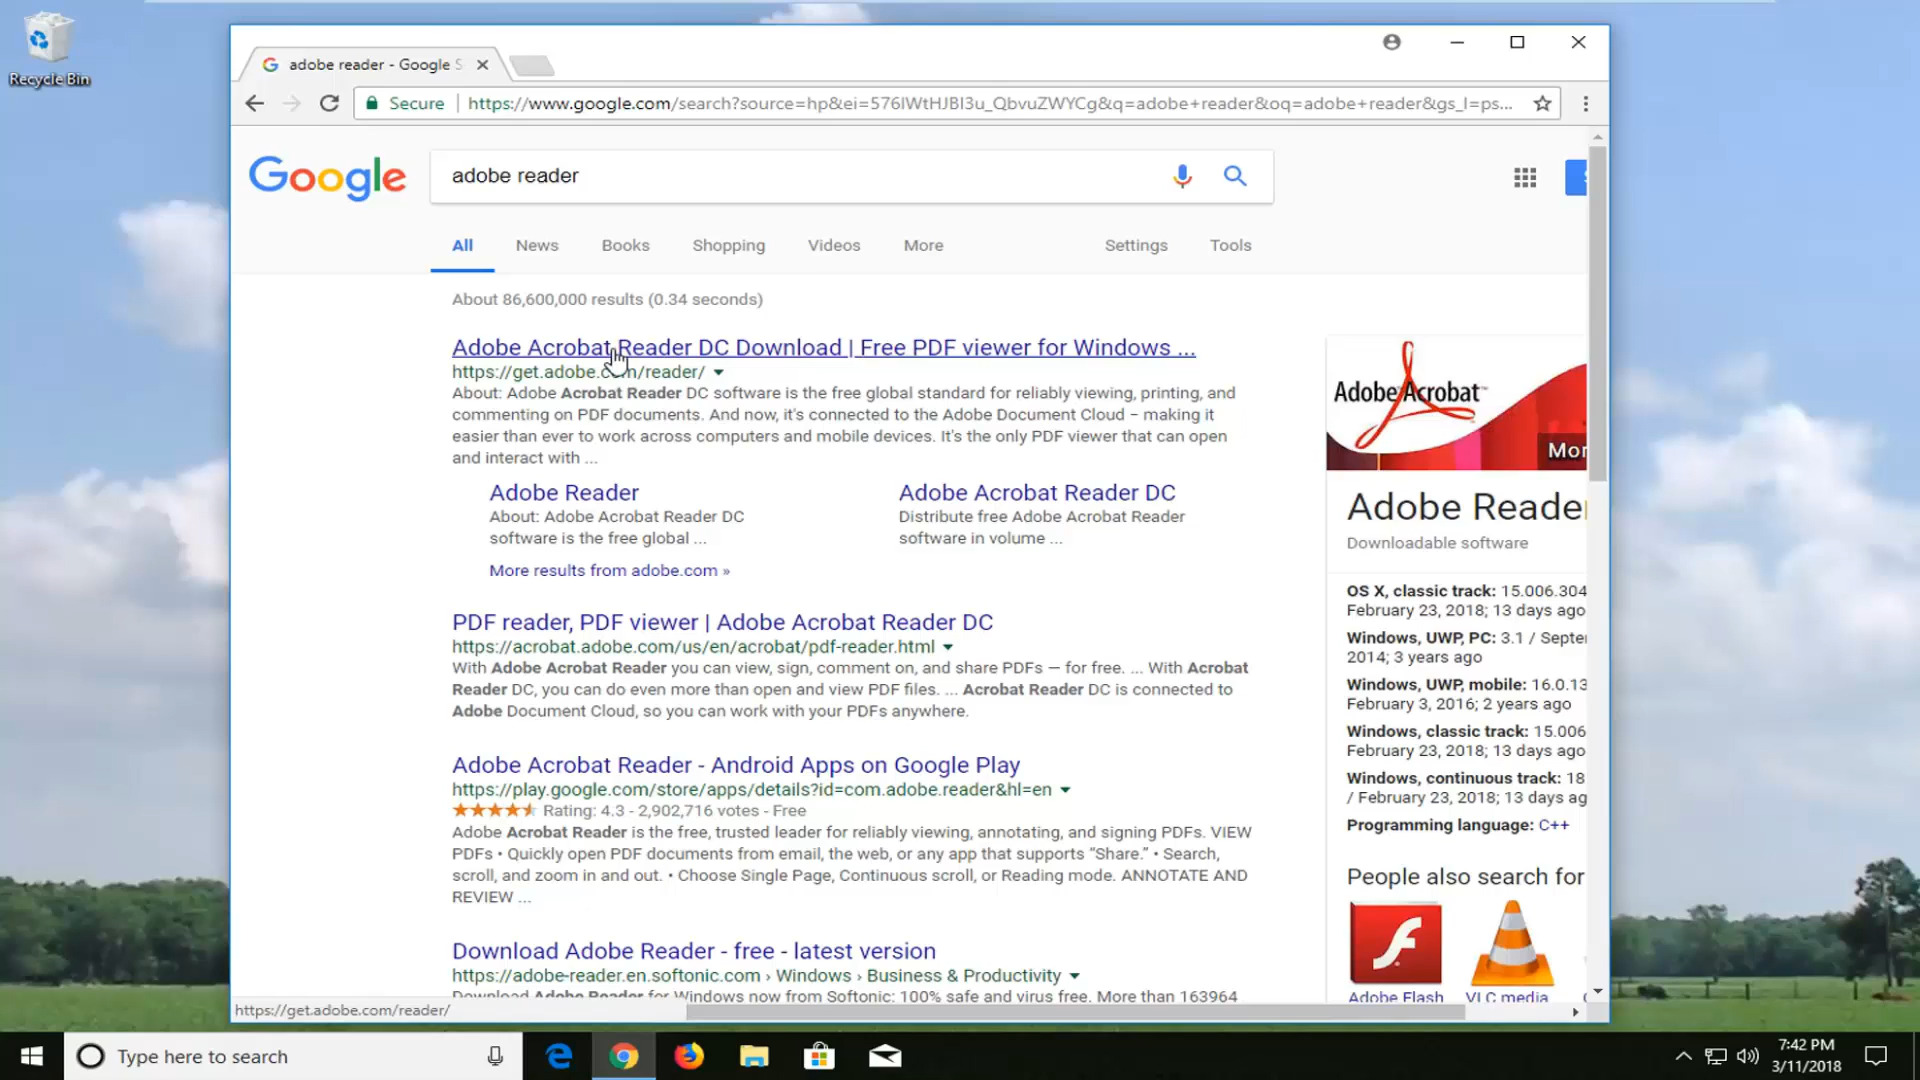 Recycle Bin
adobe reader - Google S
Secure
https://www.google.com/search?source=hp&ei=576lWtHJBI3u_QbvuZWYCg&q=adobe+reader&oq=adobe+reader&gs_l=ps...
Google
adobe reader
All
News
Books
Shopping
Videos
More
Settings
Tools
About 86,600,000 results (0.34 seconds)
Adobe Acrobat Reader DC Download | Free PDF viewer for Windows ...
https://get.adobe.com/reader/
About: Adobe Acrobat Reader DC software is the free global standard for reliably viewing, printing, and
commenting on PDF documents. And now, it's connected to the Adobe Document Cloud − making it
easier than ever to work across computers and mobile devices. It's the only PDF viewer that can open
and interact with ...
Adobe Reader
About: Adobe Acrobat Reader DC
software is the free global ...
Adobe Acrobat Reader DC
Distribute free Adobe Acrobat Reader
software in volume ...
More results from adobe.com »
PDF reader, PDF viewer | Adobe Acrobat Reader DC
https://acrobat.adobe.com/us/en/acrobat/pdf-reader.html
With Adobe Acrobat Reader you can view, sign, comment on, and share PDFs — for free. ... With Acrobat
Reader DC, you can do even more than open and view PDF files. ... Acrobat Reader DC is connected to
Adobe Document Cloud, so you can work with your PDFs anywhere.
Adobe Acrobat Reader - Android Apps on Google Play
https://play.google.com/store/apps/details?id=com.adobe.reader&hl=en
Rating: 4.3 - 2,902,716 votes - Free
Adobe Acrobat Reader is the free, trusted leader for reliably viewing, annotating, and signing PDFs. VIEW
PDFs • Quickly open PDF documents from email, the web, or any app that supports “Share.” • Search,
scroll, and zoom in and out. • Choose Single Page, Continuous scroll, or Reading mode. ANNOTATE AND
REVIEW ...
Download Adobe Reader - free - latest version
https://adobe-reader.en.softonic.com › Windows › Business & Productivity
Download Adobe Reader for Windows now from Softonic: 100% safe and virus free. More than 163964
Adobe Acrobat
Mor
Adobe Reade
Downloadable software
OS X, classic track: 15.006.304
February 23, 2018; 13 days ago
Windows, UWP, PC: 3.1 / Septe
2014; 3 years ago
Windows, UWP, mobile: 16.0.13
February 3, 2016; 2 years ago
Windows, classic track: 15.006
February 23, 2018; 13 days ago
Windows, continuous track: 18
/ February 23, 2018; 13 days ag
Programming language: C++
People also search for
Adobe Flash
VLC media
https://get.adobe.com/reader/
Type here to search
7:42 PM
3/11/2018